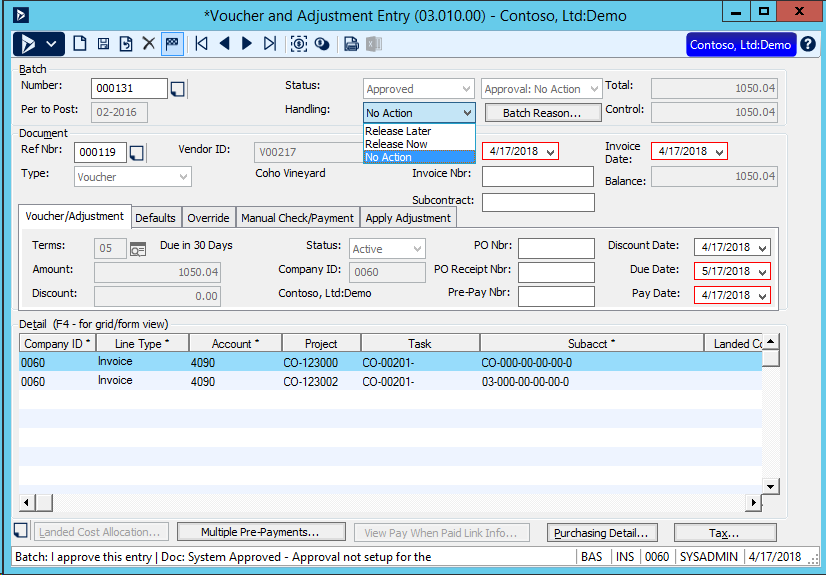 *Voucher and Adjustment Entry (03.010.00) - Contoso, Ltd:Demo
Contoso, Ltd:Demo
Batch
Number: 000131 Status: Approved Approval: No Action Total: 1050.04
Per to Post: 02-2016 Handling: No Action Batch Reason... Control: 1050.04
Release Later
Release Now
No Action
Document
Ref Nbr: 000119 Vendor ID: V00217 4/17/2018 Invoice Date: 4/17/2018
Type: Voucher Coho Vineyard Invoice Nbr: Balance: 1050.04
Subcontract:
Voucher/Adjustment Defaults Override Manual Check/Payment Apply Adjustment
Terms: 05 Due in 30 Days Status: Active PO Nbr: Discount Date: 4/17/2018
Amount: 1050.04 Company ID: 0060 PO Receipt Nbr: Due Date: 5/17/2018
Discount: 0.00 Contoso, Ltd:Demo Pre-Pay Nbr: Pay Date: 4/17/2018
Detail (F4 - for grid/form view)
Company ID * Line Type * Account * Project Task Subacct * Landed Co
0060 Invoice 4090 CO-123000 CO-00201- CO-000-00-00-00-0
0060 Invoice 4090 CO-123002 CO-00201- 03-000-00-00-00-0
Landed Cost Allocation... Multiple Pre-Payments... View Pay When Paid Link Info... Purchasing Detail... Tax...
Batch: I approve this entry | Doc: System Approved - Approval not setup for the BAS INS 0060 SYSADMIN 4/17/2018